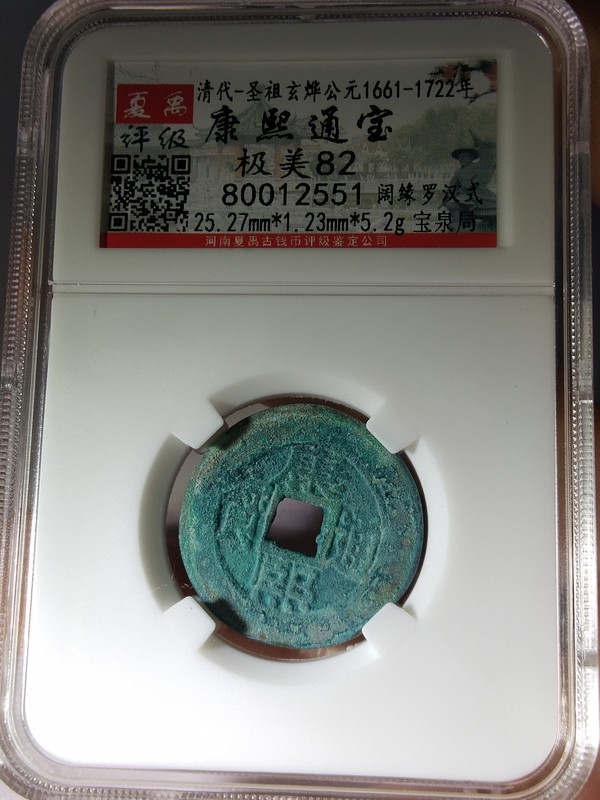 清代-圣祖玄烨公元1661-1722年
夏禹
评级
康熙通宝
极美82
80012551 阔缘罗汉式
25.27mm*1.23mm*5.2g 宝泉局
河南夏禹古钱币评级鉴定公司
熙